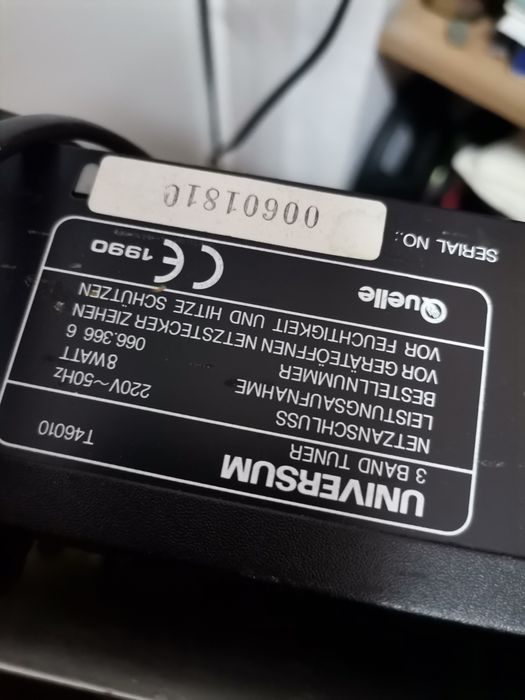 UNIVERSUM
3 BAND TUNER T46010
NETZANSCHLUSS 220V~50Hz
LEISTUNGSAUFNAHME 8WATT
BESTELLNUMMER 066.366 6
VOR GERÄTEÖFFNEN NETZSTECKER ZIEHEN
VOR FEUCHTIGKEIT UND HITZE SCHÜTZEN
Quelle CE 1990
SERIAL NO.: 00601810